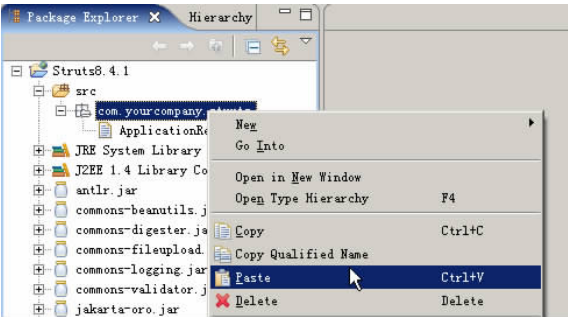 Package Explorer
Hierarchy
Struts8.4.1
src
com.yourcompany.struts
ApplicationRe
JRE System Library
J2EE 1.4 Library Co
antlr.jar
commons-beanutils.j
commons-digester.ja
commons-fileupload.
commons-logging.jar
commons-validator.j
jakarta-oro.jar
New
Go Into
Open in New Window
Open Type Hierarchy F4
Copy Ctrl+C
Copy Qualified Name
Paste Ctrl+V
Delete Delete